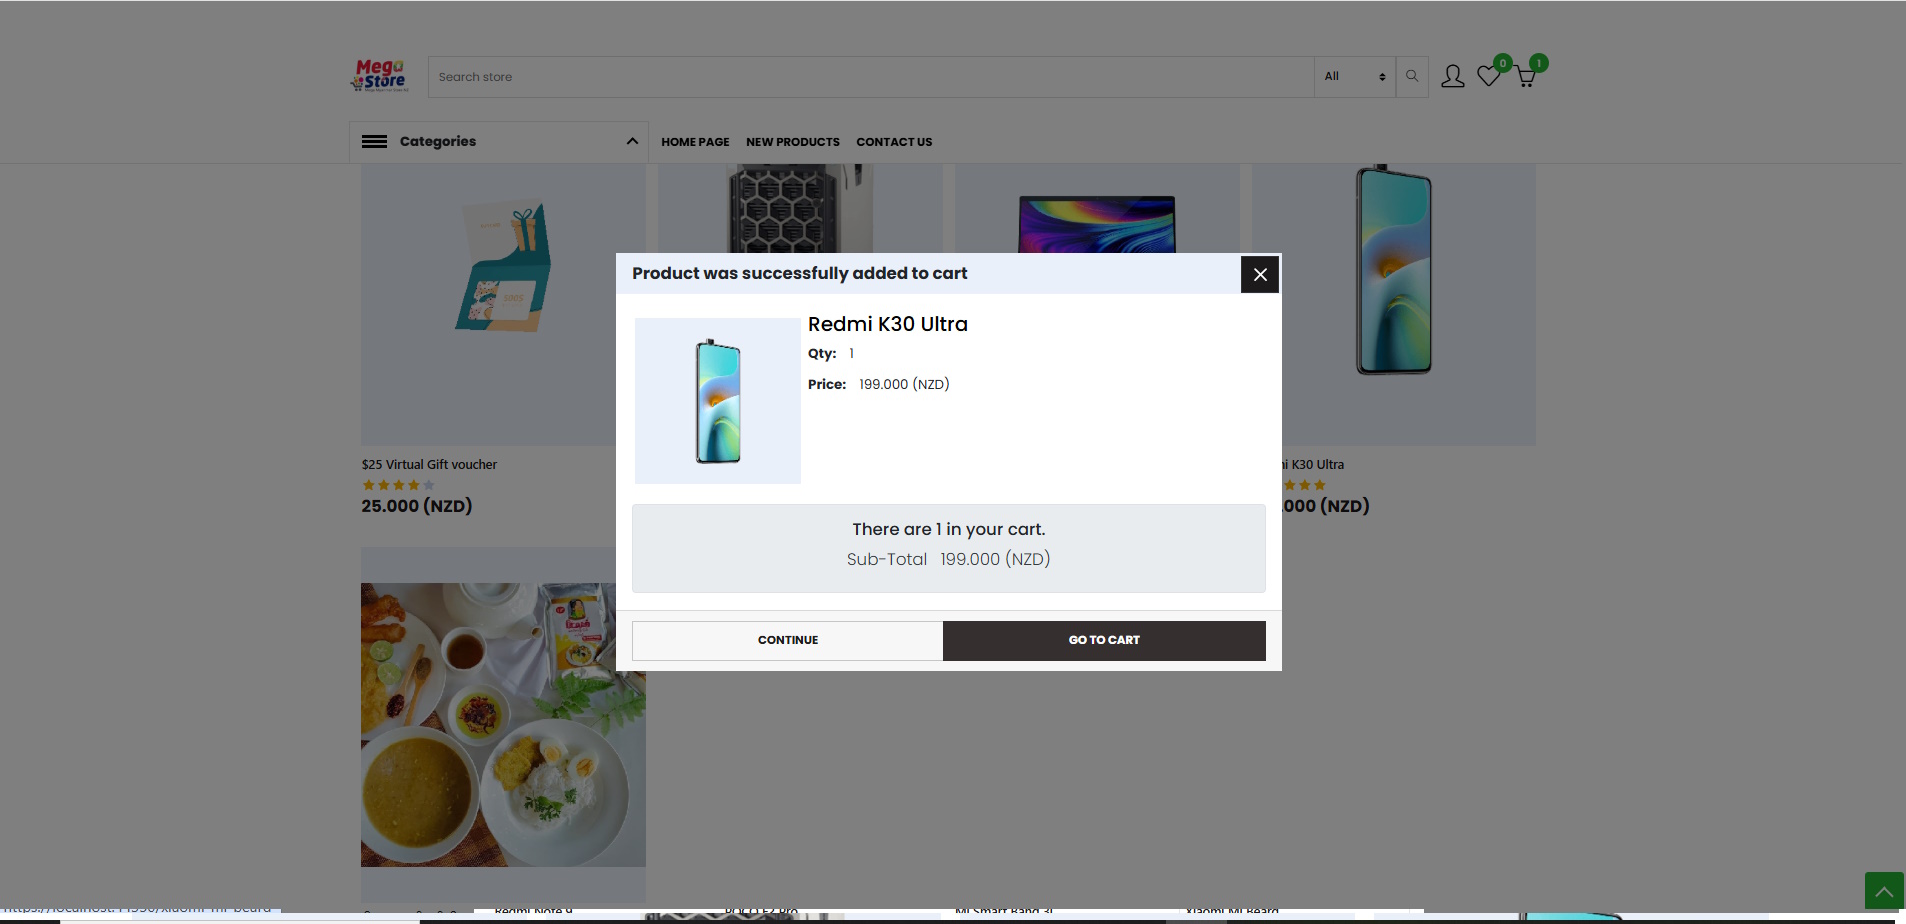 Mega
Store
Search store
All
0
1
Categories
HOME PAGE
NEW PRODUCTS
CONTACT US
Product was successfully added to cart
Redmi K30 Ultra
Qty: 1
Price: 199.000 (NZD)
$25 Virtual Gift voucher
25.000 (NZD)
i K30 Ultra
.000 (NZD)
There are 1 in your cart.
Sub-Total 199.000 (NZD)
CONTINUE
GO TO CART
Redmi Note 9
POCO F2 Pro
Mi Smart Band 3i
Xiaomi Mi Beard